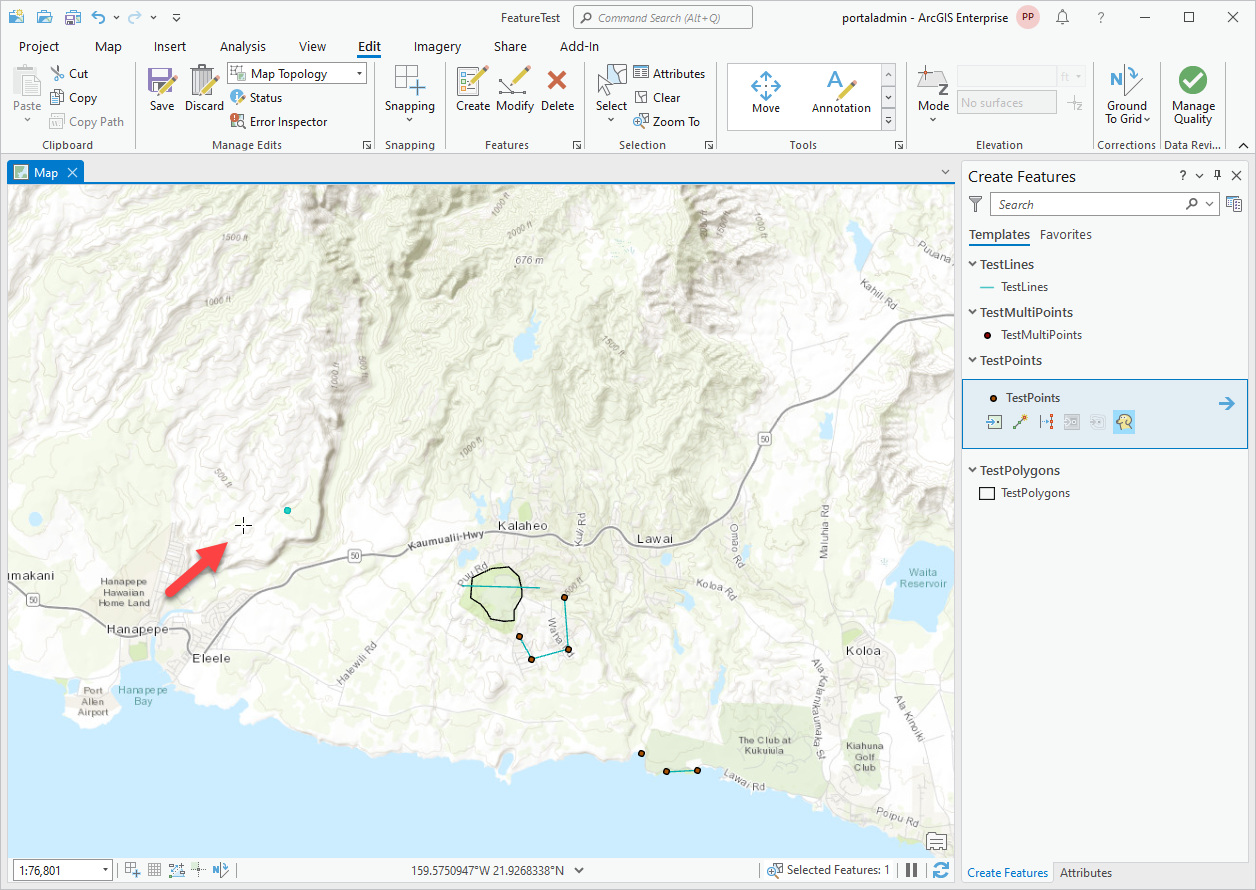 FeatureTest
Command Search (Alt+Q)
portaladmin - ArcGIS Enterprise
PP
?
Project
Map
Insert
Analysis
View
Edit
Imagery
Share
Add-In
Paste
Cut
Copy
Copy Path
Clipboard
Save
Discard
Map Topology
Status
Error Inspector
Manage Edits
Snapping
Snapping
Create
Modify
Delete
Features
Select
Attributes
Clear
Zoom To
Selection
Move
A
Annotation
Tools
Mode
Z
ft
No surfaces
Elevation
N
Ground
To Grid
Corrections
Manage
Quality
Data Revi...
Map
1500 ft
1000 ft
1000 ft
2000 ft
676 m
1000 ft
1000 ft
1000 ft
500 ft
500 ft
500 ft
1500 ft
1000 ft
Puuana
Kahili Rd
50
Kalaheo
Kaumualii-Hwy
50
Puu Rd
Lawai
Omao Rd
Maluhia Rd
Koloa Rd
Waita
Reservoir
umakani
50
Hanapepe
Hawaiian
Home Land
Hanapepe
Eleele
Halewili Rd
Port
Allen
Airport
Hanapepe
Bay
Koloa
Ala Kalanikaumaka St
Ala Kinoiki
The Club at
Kukuiula
Kiahuna
Golf
Club
Lawai Rd
Poipu Rd
Create Features
?
Search
Templates
Favorites
TestLines
TestLines
TestMultiPoints
TestMultiPoints
TestPoints
TestPoints
TestPolygons
TestPolygons
1:76,801
N
159.5750947°W 21.9268338°N
Selected Features: 1
Create Features
Attributes